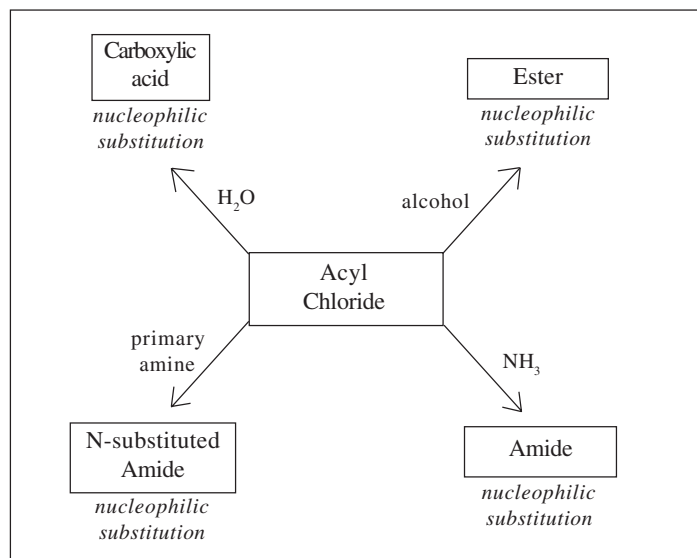 Carboxylic
acid
nucleophilic
substitution
Ester
nucleophilic
substitution
H₂O
alcohol
Acyl
Chloride
primary
amine
NH₃
N-substituted
Amide
nucleophilic
substitution
Amide
nucleophilic
substitution